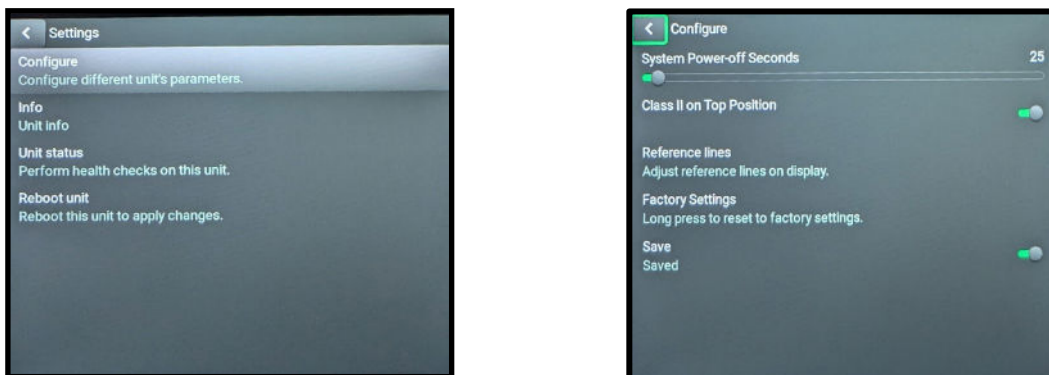 Settings
Configure
Configure different unit's parameters.
Info
Unit info
Unit status
Perform health checks on this unit.
Reboot unit
Reboot this unit to apply changes.
Configure
System Power-off Seconds 25
Class II on Top Position
Reference lines
Adjust reference lines on display.
Factory Settings
Long press to reset to factory settings.
Save
Saved